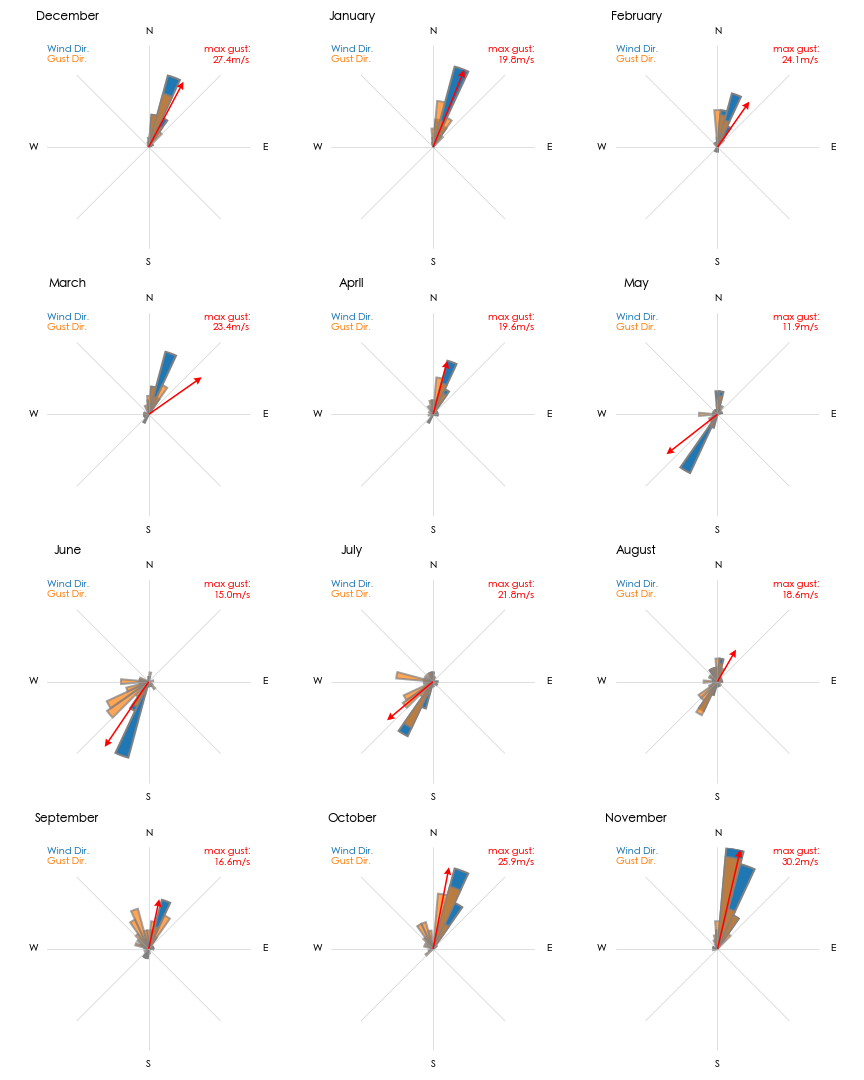 December
N
Wind Dir.
Gust Dir.
max gust:
27.4m/s
W
E
S
January
N
Wind Dir.
Gust Dir.
max gust:
19.8m/s
W
E
S
February
N
Wind Dir.
Gust Dir.
max gust:
24.1m/s
W
E
S
March
N
Wind Dir.
Gust Dir.
max gust:
23.4m/s
W
E
S
April
N
Wind Dir.
Gust Dir.
max gust:
19.6m/s
W
E
S
May
N
Wind Dir.
Gust Dir.
max gust:
11.9m/s
W
E
S
June
N
Wind Dir.
Gust Dir.
max gust:
15.0m/s
W
E
S
July
N
Wind Dir.
Gust Dir.
max gust:
21.8m/s
W
E
S
August
N
Wind Dir.
Gust Dir.
max gust:
18.6m/s
W
E
S
September
N
Wind Dir.
Gust Dir.
max gust:
16.6m/s
W
E
S
October
N
Wind Dir.
Gust Dir.
max gust:
25.9m/s
W
E
S
November
N
Wind Dir.
Gust Dir.
max gust:
30.2m/s
W
E
S